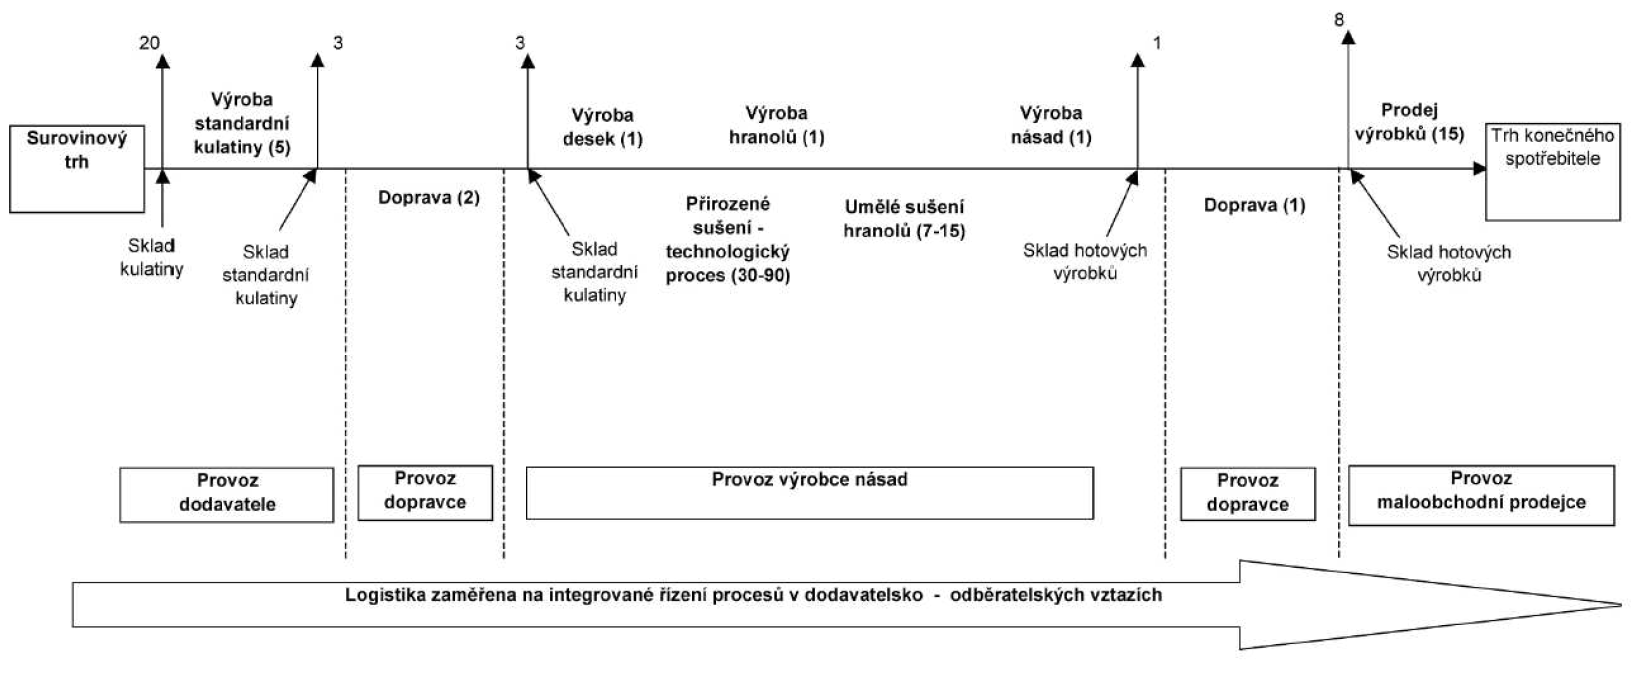 20
3
3
1
8
Surovinový
trh
Výroba
standardní
kulatiny (5)
Výroba
desek (1)
Výroba
hranolů (1)
Výroba
násad (1)
Prodej
výrobků (15)
Trh konečného
spotřebitele
Doprava (2)
Přirozené
sušení -
technologický
proces (30-90)
Umělé sušení
hranolů (7-15)
Doprava (1)
Sklad
kulatiny
Sklad
standardní
kulatiny
Sklad
standardní
kulatiny
Sklad hotových
výrobků
Sklad hotových
výrobků
Provoz
dodavatele
Provoz
dopravce
Provoz výrobce násad
Provoz
dopravce
Provoz
maloobchodní prodejce
Logistika zaměřena na integrované řízení procesů v dodavatelsko - odběratelských vztazích